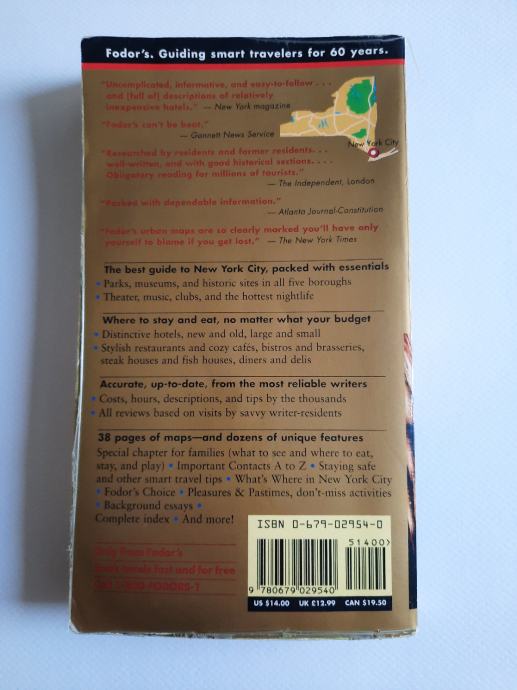 Fodor's. Guiding smart travelers for 60 years.
"Uncomplicated, informative, and easy-to-follow . . .
and [full of] descriptions of relatively
inexpensive hotels." — New York magazine
"Fodor's can't be beat."
— Gannett News Service
New York City
"Researched by residents and former residents. . . .
well-written, and with good historical sections. . . .
Obligatory reading for millions of tourists."
— The Independent, London
"Packed with dependable information."
— Atlanta Journal-Constitution
"Fodor's urban maps are so clearly marked you'll have only
yourself to blame if you get lost." — The New York Times
The best guide to New York City, packed with essentials
• Parks, museums, and historic sites in all five boroughs
• Theater, music, clubs, and the hottest nightlife
Where to stay and eat, no matter what your budget
• Distinctive hotels, new and old, large and small
• Stylish restaurants and cozy cafés, bistros and brasseries,
steak houses and fish houses, diners and delis
Accurate, up-to-date, from the most reliable writers
• Costs, hours, descriptions, and tips by the thousands
• All reviews based on visits by savvy writer-residents
38 pages of maps—and dozens of unique features
Special chapter for families (what to see and where to eat,
stay, and play) • Important Contacts A to Z • Staying safe
and other smart travel tips • What's Where in New York City
• Fodor's Choice • Pleasures & Pastimes, don't-miss activities
• Background essays •
Complete index • And more!
Only from Fodor's
hotels fast and for free
1-800-FODORS-1
ISBN 0-679-02954-0
51400>
9 780679 029540
US $14.00 UK £12.99 CAN $19.50